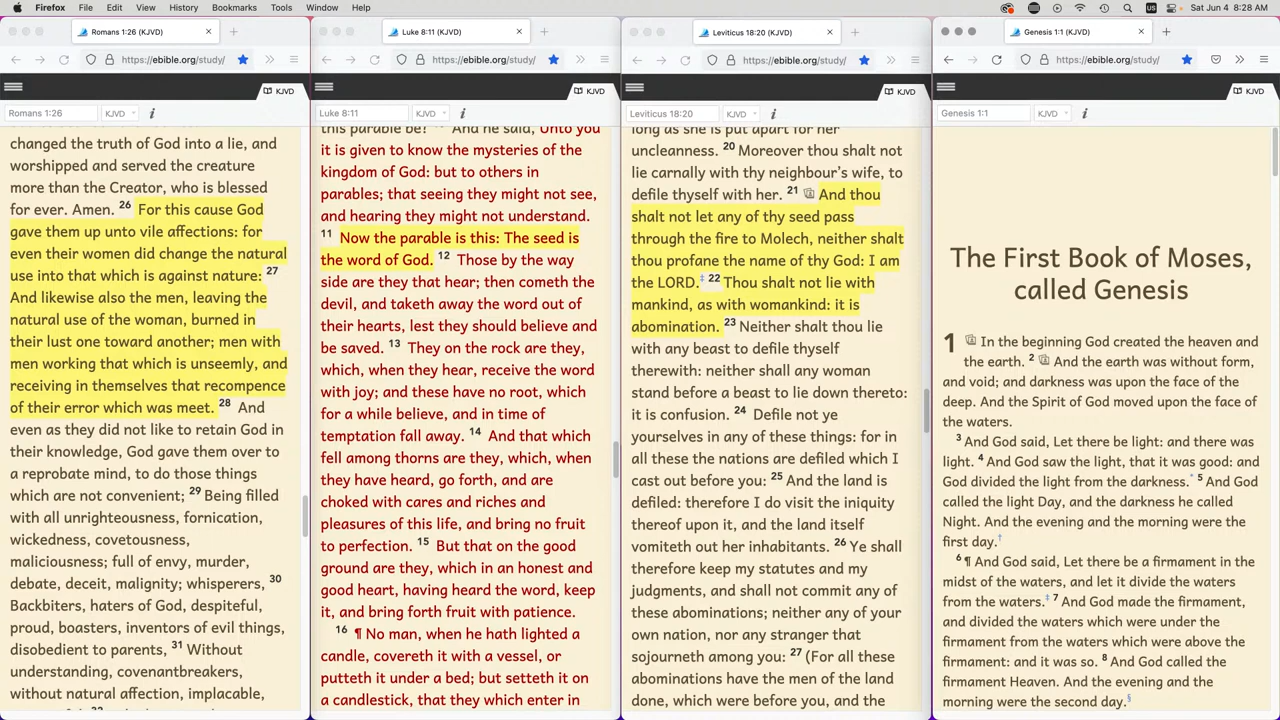 Firefox File Edit View History Bookmarks Tools Window Help Sat Jun 4 8:28 AM
Romans 1:26 (KJVD)
https://ebible.org/study/
KJVD
Romans 1:26 KJVD
changed the truth of God into a lie, and
worshipped and served the creature
more than the Creator, who is blessed
for ever. Amen. 26 For this cause God
gave them up unto vile affections: for
even their women did change the natural
use into that which is against nature: 27
And likewise also the men, leaving the
natural use of the woman, burned in
their lust one toward another; men with
men working that which is unseemly, and
receiving in themselves that recompence
of their error which was meet. 28 And
even as they did not like to retain God in
their knowledge, God gave them over to
a reprobate mind, to do those things
which are not convenient; 29 Being filled
with all unrighteousness, fornication,
wickedness, covetousness,
maliciousness; full of envy, murder,
debate, deceit, malignity; whisperers, 30
Backbiters, haters of God, despiteful,
proud, boasters, inventors of evil things,
disobedient to parents, 31 Without
understanding, covenantbreakers,
without natural affection, implacable,
Luke 8:11 (KJVD)
https://ebible.org/study/
KJVD
Luke 8:11 KJVD
this parable be? And he said, Unto you
it is given to know the mysteries of the
kingdom of God: but to others in
parables; that seeing they might not see,
and hearing they might not understand.
11 Now the parable is this: The seed is
the word of God. 12 Those by the way
side are they that hear; then cometh the
devil, and taketh away the word out of
their hearts, lest they should believe and
be saved. 13 They on the rock are they,
which, when they hear, receive the word
with joy; and these have no root, which
for a while believe, and in time of
temptation fall away. 14 And that which
fell among thorns are they, which, when
they have heard, go forth, and are
choked with cares and riches and
pleasures of this life, and bring no fruit
to perfection. 15 But that on the good
ground are they, which in an honest and
good heart, having heard the word, keep
it, and bring forth fruit with patience.
16 ¶ No man, when he hath lighted a
candle, covereth it with a vessel, or
putteth it under a bed; but setteth it on
a candlestick, that they which enter in
Leviticus 18:20 (KJVD)
https://ebible.org/study/
KJVD
Leviticus 18:20 KJVD
long as she is put apart for her
uncleanness. 20 Moreover thou shalt not
lie carnally with thy neighbour's wife, to
defile thyself with her. 21 And thou
shalt not let any of thy seed pass
through the fire to Molech, neither shalt
thou profane the name of thy God: I am
the LORD.‡ 22 Thou shalt not lie with
mankind, as with womankind: it is
abomination. 23 Neither shalt thou lie
with any beast to defile thyself
therewith: neither shall any woman
stand before a beast to lie down thereto:
it is confusion. 24 Defile not ye
yourselves in any of these things: for in
all these the nations are defiled which I
cast out before you: 25 And the land is
defiled: therefore I do visit the iniquity
thereof upon it, and the land itself
vomiteth out her inhabitants. 26 Ye shall
therefore keep my statutes and my
judgments, and shall not commit any of
these abominations; neither any of your
own nation, nor any stranger that
sojourneth among you: 27 (For all these
abominations have the men of the land
done, which were before you, and the
Genesis 1:1 (KJVD)
https://ebible.org/study/
KJVD
Genesis 1:1 KJVD
The First Book of Moses,
called Genesis
1 In the beginning God created the heaven and
the earth. 2 And the earth was without form,
and void; and darkness was upon the face of the
deep. And the Spirit of God moved upon the face of
the waters.
3 And God said, Let there be light: and there was
light. 4 And God saw the light, that it was good: and
God divided the light from the darkness.* 5 And God
called the light Day, and the darkness he called
Night. And the evening and the morning were the
first day.†
6 ¶ And God said, Let there be a firmament in the
midst of the waters, and let it divide the waters
from the waters.‡ 7 And God made the firmament,
and divided the waters which were under the
firmament from the waters which were above the
firmament: and it was so. 8 And God called the
firmament Heaven. And the evening and the
morning were the second day.§